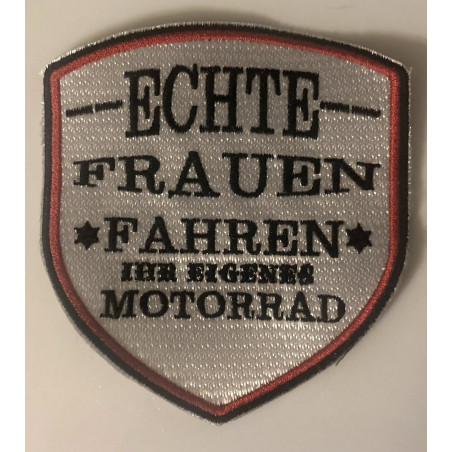 ECHTE
FRAUEN
FAHREN
IHR EIGENES
MOTORRAD